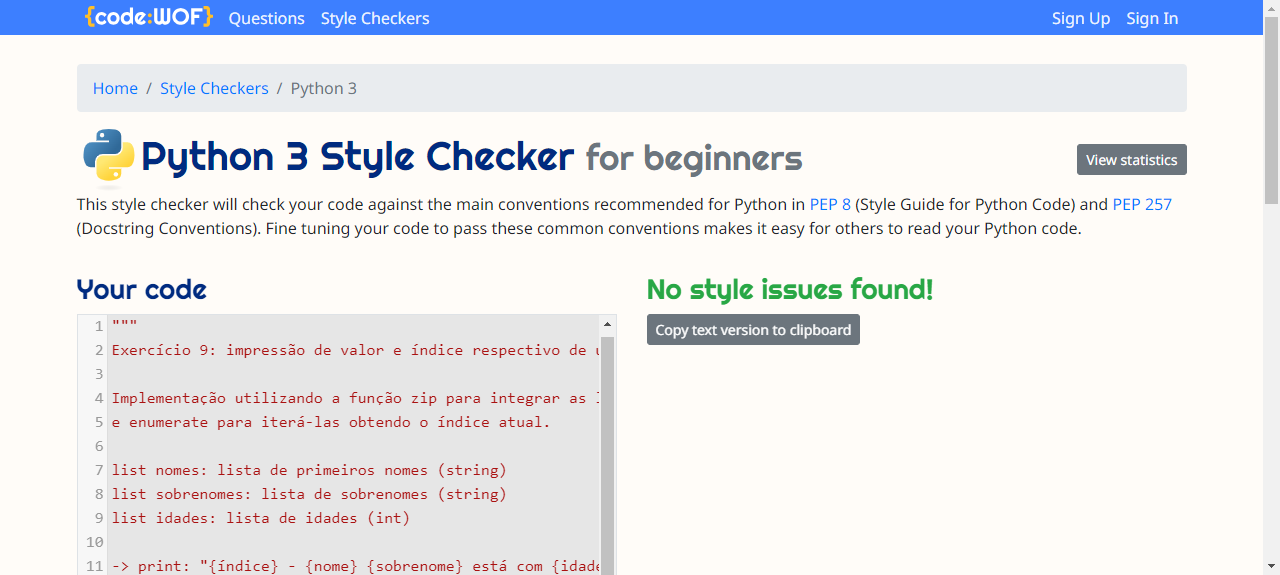 {code:WOF} Questions Style Checkers Sign Up Sign In
Home / Style Checkers / Python 3
Python 3 Style Checker for beginners
View statistics
This style checker will check your code against the main conventions recommended for Python in PEP 8 (Style Guide for Python Code) and PEP 257
(Docstring Conventions). Fine tuning your code to pass these common conventions makes it easy for others to read your Python code.
Your code
1 """
2 Exercício 9: impressão de valor e índice respectivo de
3
4 Implementação utilizando a função zip para integrar as
5 e enumerate para iterá-las obtendo o índice atual.
6
7 list nomes: lista de primeiros nomes (string)
8 list sobrenomes: lista de sobrenomes (string)
9 list idades: lista de idades (int)
10
11 -> print: "{índice} - {nome} {sobrenome} está com {idade
No style issues found!
Copy text version to clipboard